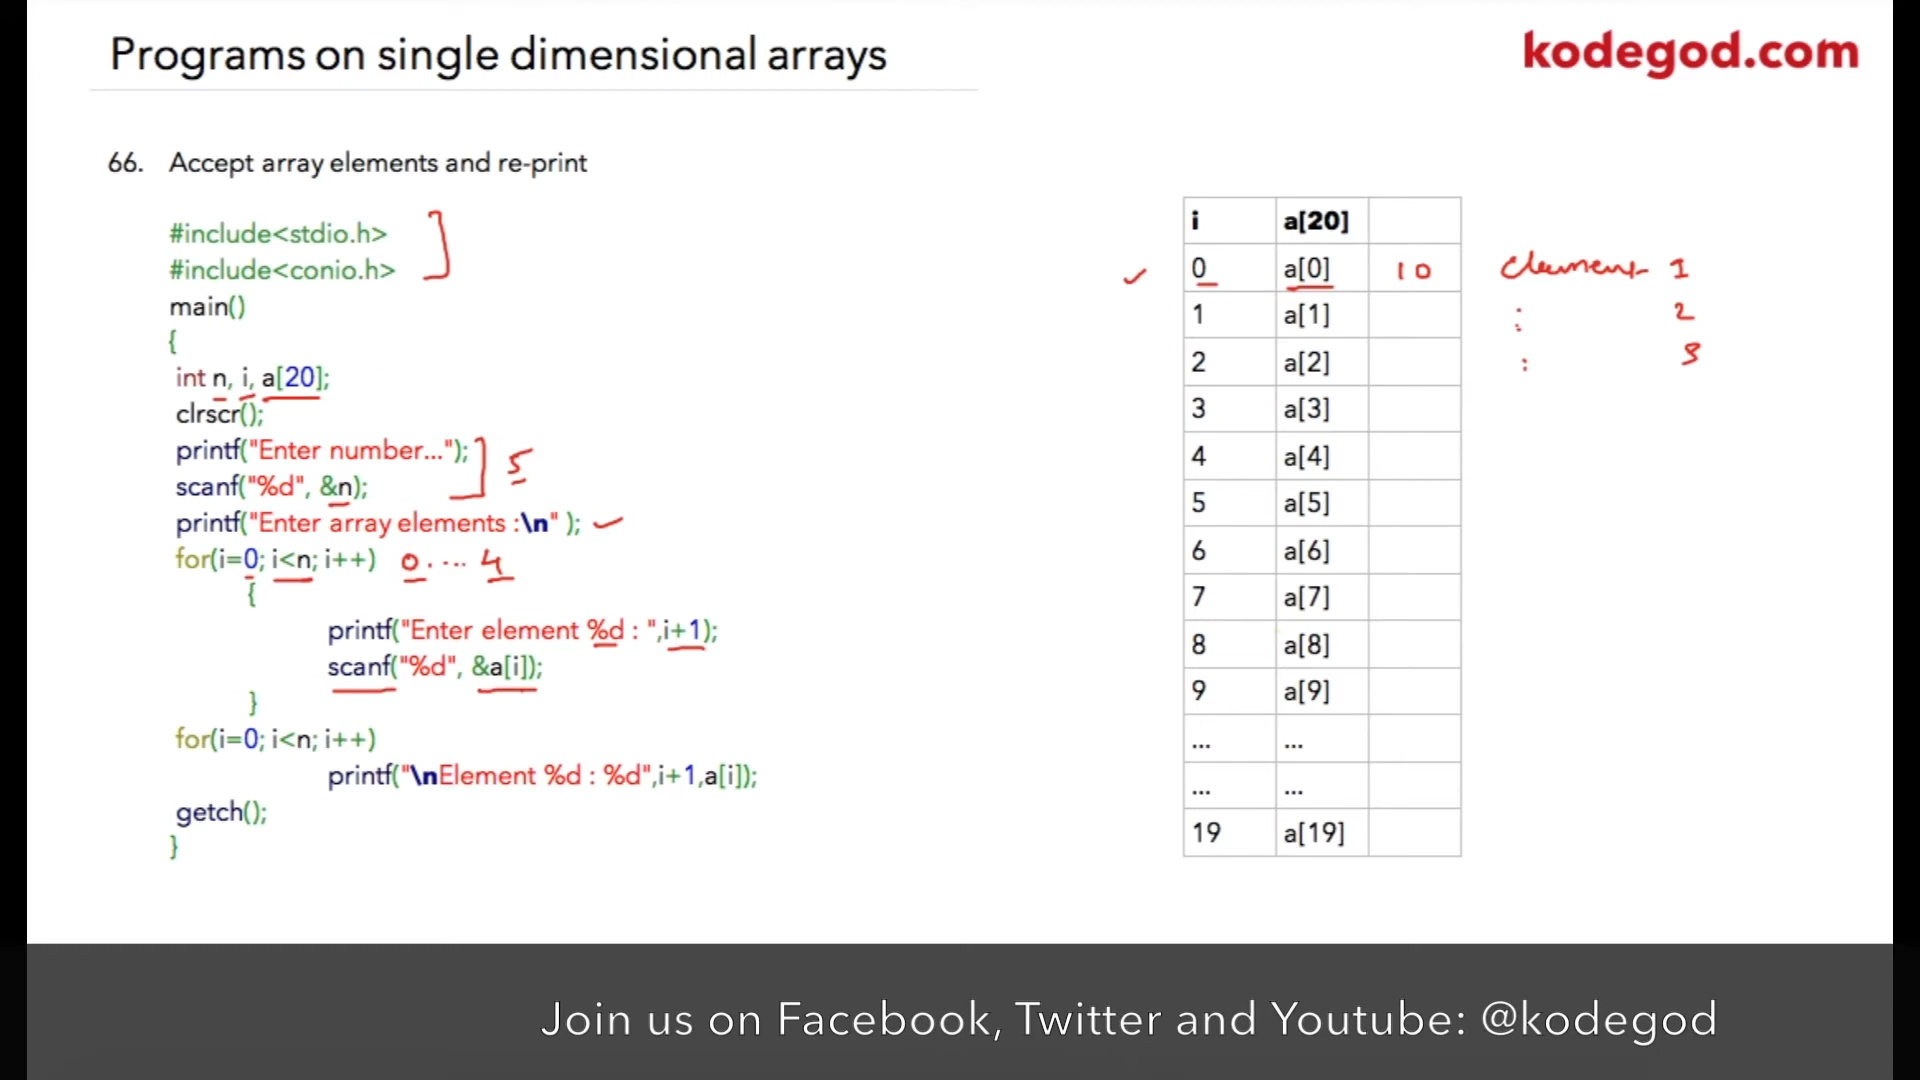 Programs on single dimensional arrays
kodegod.com
66. Accept array elements and re-print
#include<stdio.h>
#include<conio.h>
main()
{
int n, i, a[20];
clrscr();
printf("Enter number...");
5
scanf("%d", &n);
printf("Enter array elements :\n" );
for(i=0; i<n; i++) 0 .... 4
{
printf("Enter element %d : ",i+1);
scanf("%d", &a[i]);
}
for(i=0; i<n; i++)
printf("\nElement %d : %d",i+1,a[i]);
getch();
}
i a[20]
0 a[0] 10 element 1
1 a[1] : 2
2 a[2] : 3
3 a[3]
4 a[4]
5 a[5]
6 a[6]
7 a[7]
8 a[8]
9 a[9]
... ...
... ...
19 a[19]
Join us on Facebook, Twitter and Youtube: @kodegod